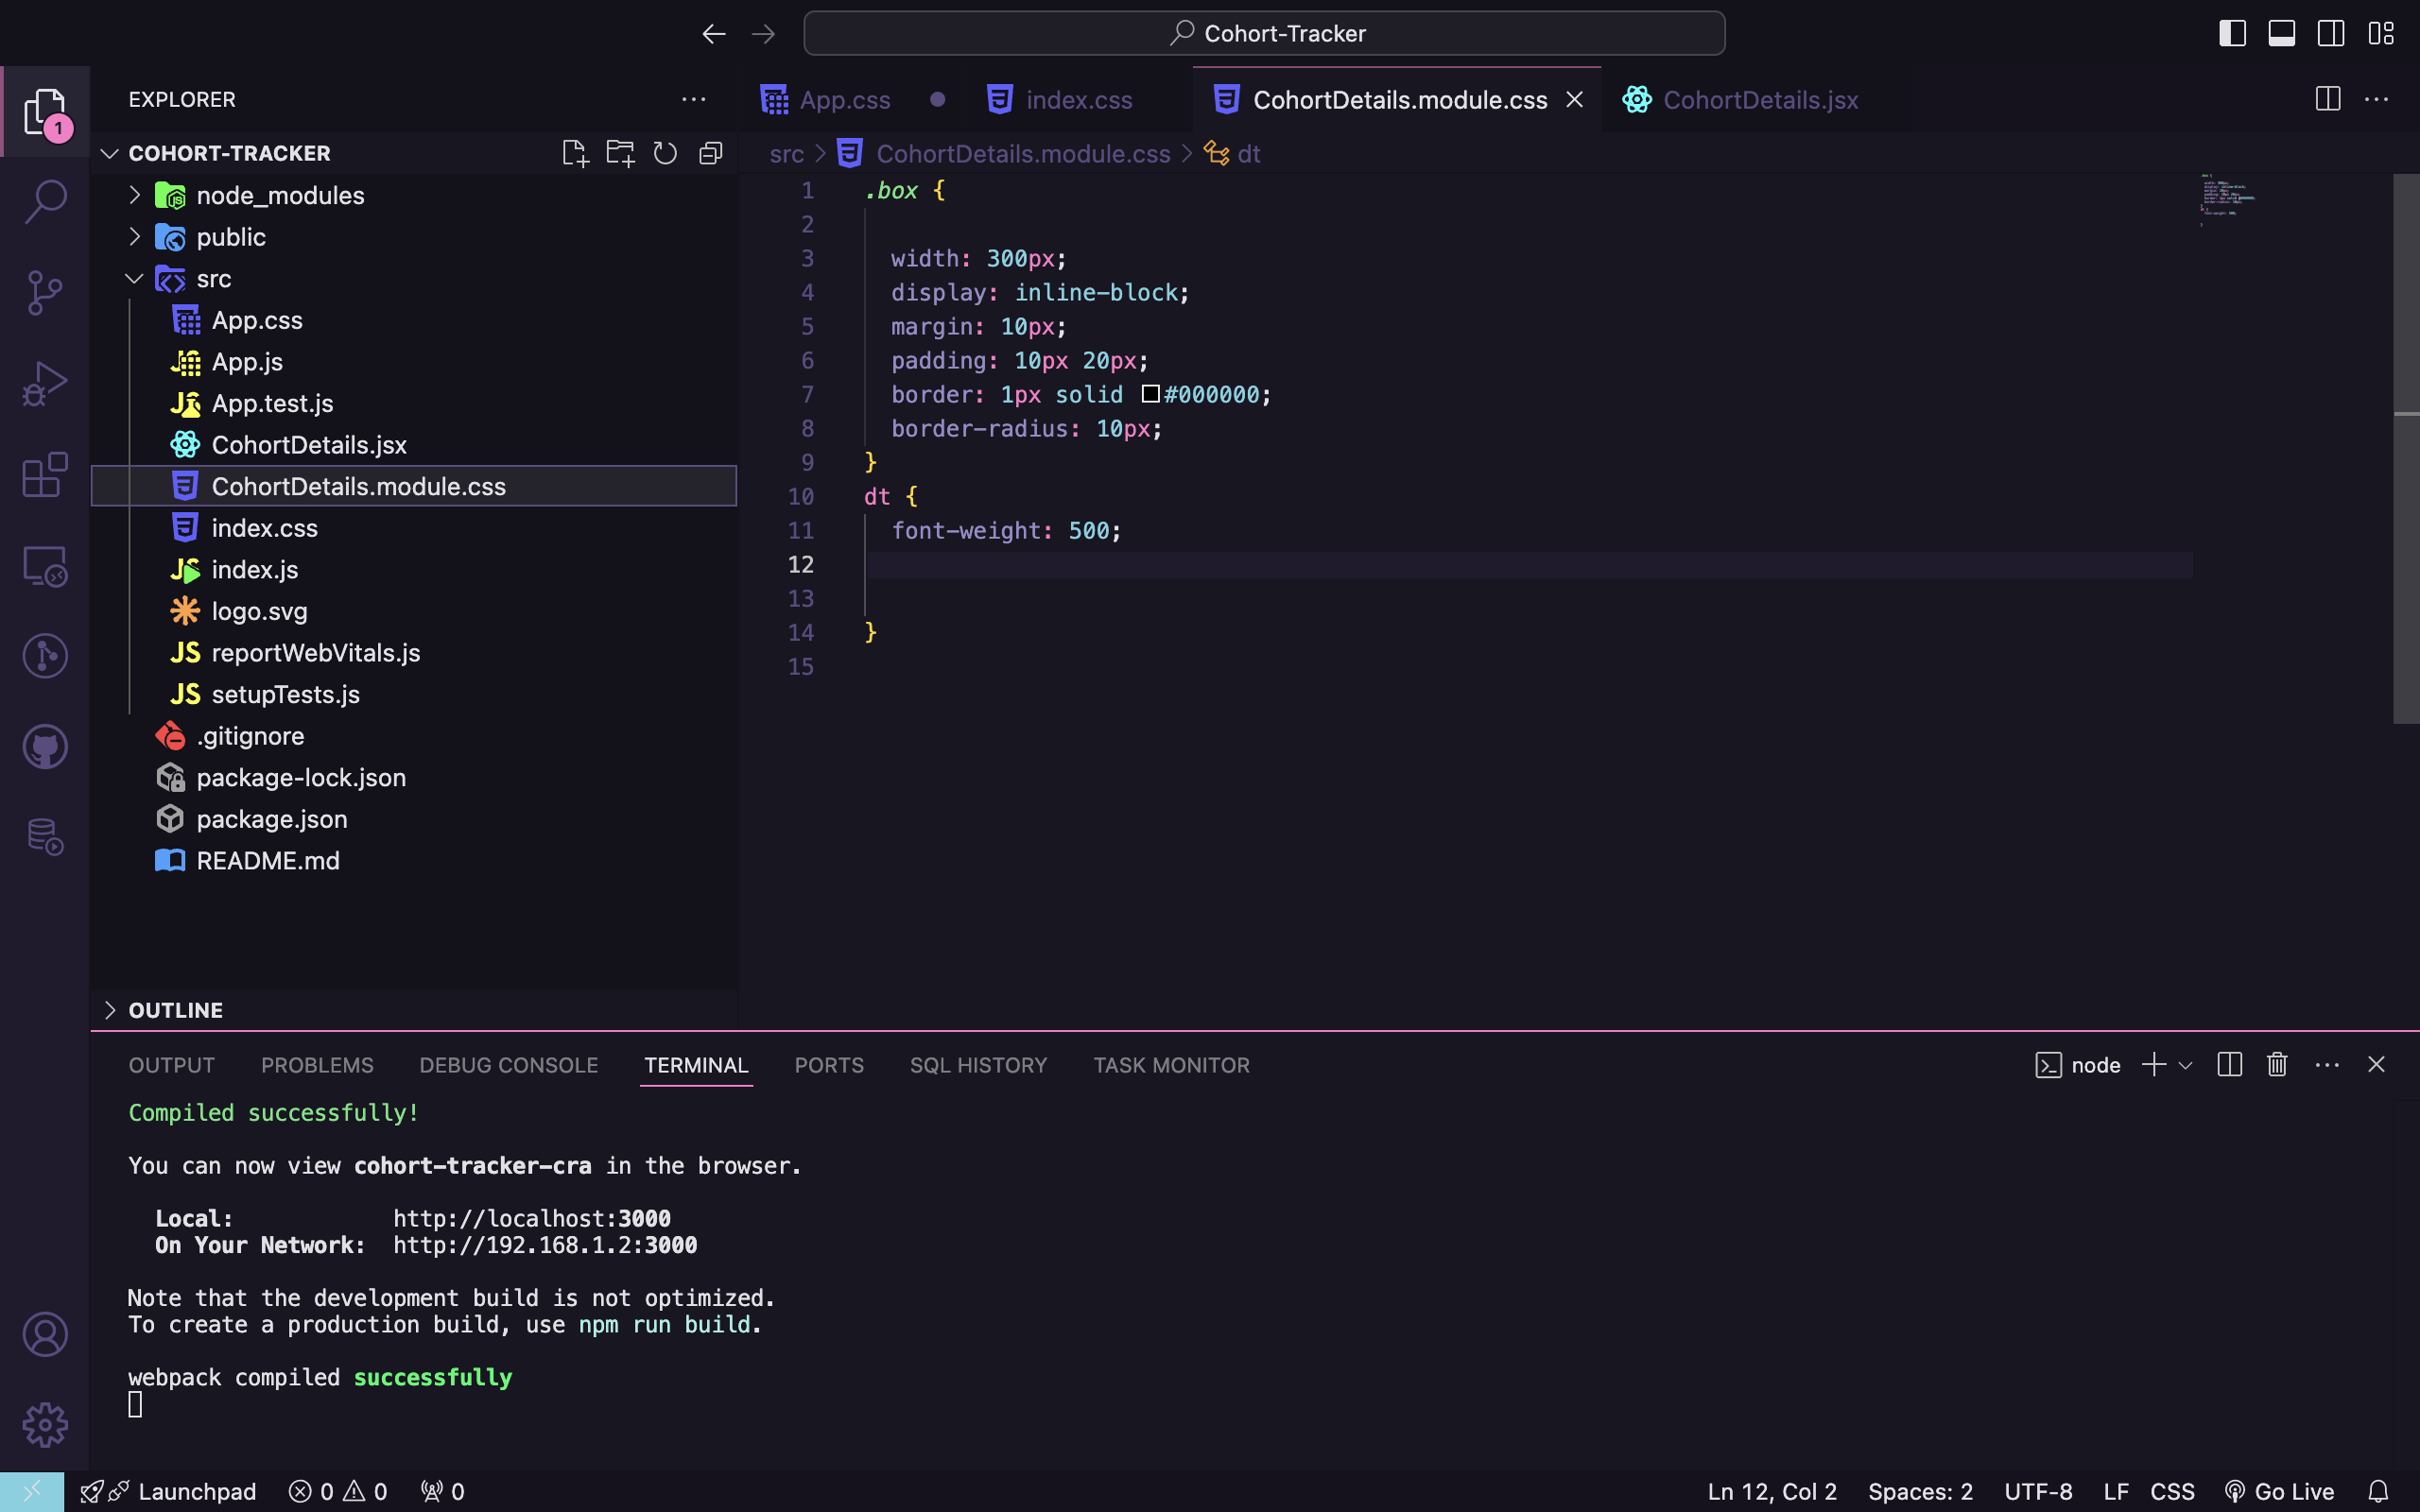 Cohort-Tracker
EXPLORER
1
COHORT-TRACKER
node_modules
public
src
App.css
App.js
App.test.js
CohortDetails.jsx
CohortDetails.module.css
index.css
index.js
logo.svg
reportWebVitals.js
setupTests.js
.gitignore
package-lock.json
package.json
README.md
OUTLINE
App.css index.css CohortDetails.module.css CohortDetails.jsx
src > CohortDetails.module.css > dt
1 .box {
2
3 width: 300px;
4 display: inline-block;
5 margin: 10px;
6 padding: 10px 20px;
7 border: 1px solid #000000;
8 border-radius: 10px;
9 }
10 dt {
11 font-weight: 500;
12
13
14 }
15
OUTPUT PROBLEMS DEBUG CONSOLE TERMINAL PORTS SQL HISTORY TASK MONITOR node
Compiled successfully!
You can now view cohort-tracker-cra in the browser.
Local: http://localhost:3000
On Your Network: http://192.168.1.2:3000
Note that the development build is not optimized.
To create a production build, use npm run build.
webpack compiled successfully
Launchpad 0 0 0 Ln 12, Col 2 Spaces: 2 UTF-8 LF CSS Go Live